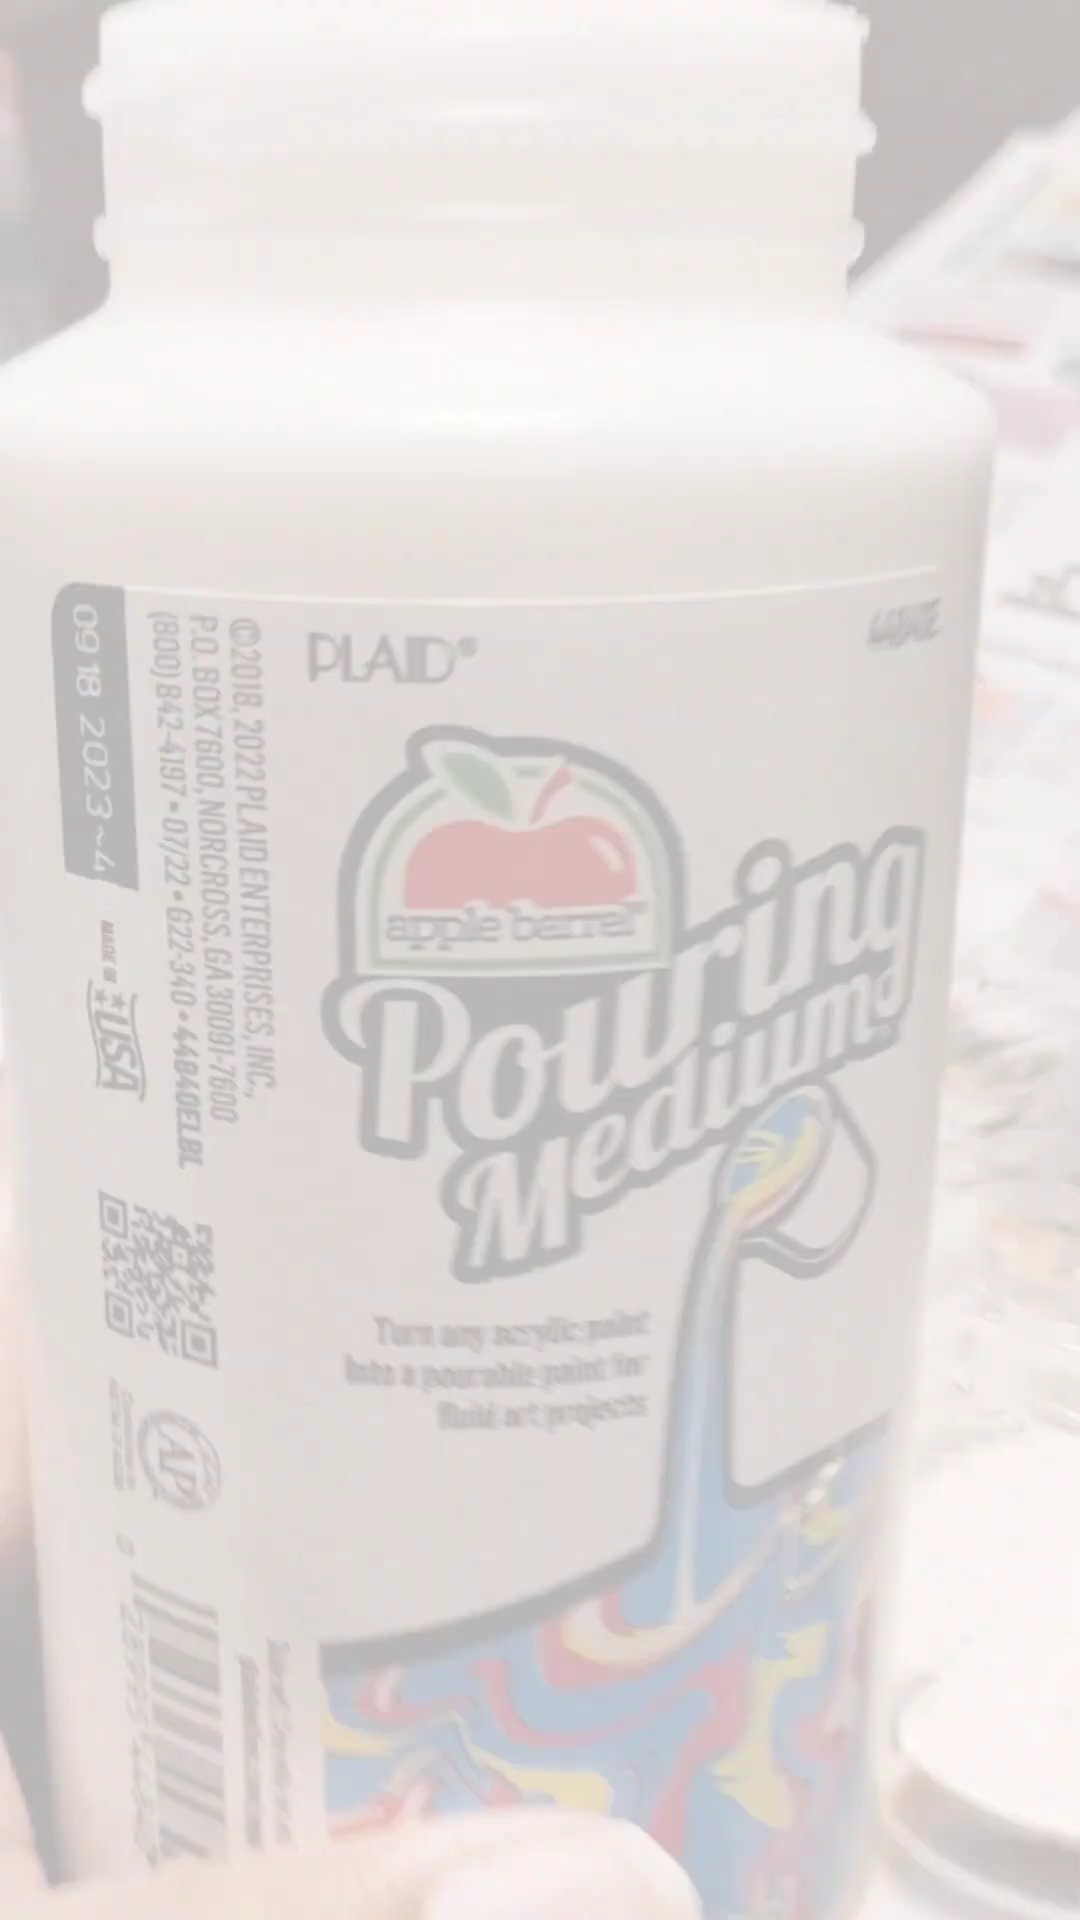 PLAID®
apple barrel
Pouring
Medium
Turn any acrylic paint
into a pourable paint for
fluid art projects
©2018, 2022 PLAID ENTERPRISES, INC.,
P.O. BOX 7600, NORCROSS, GA 30091-7600
(800) 842-4197 • 07/22 • 622-340 • 44840ELBL
09 18 2023~4
MADE IN
USA
AP